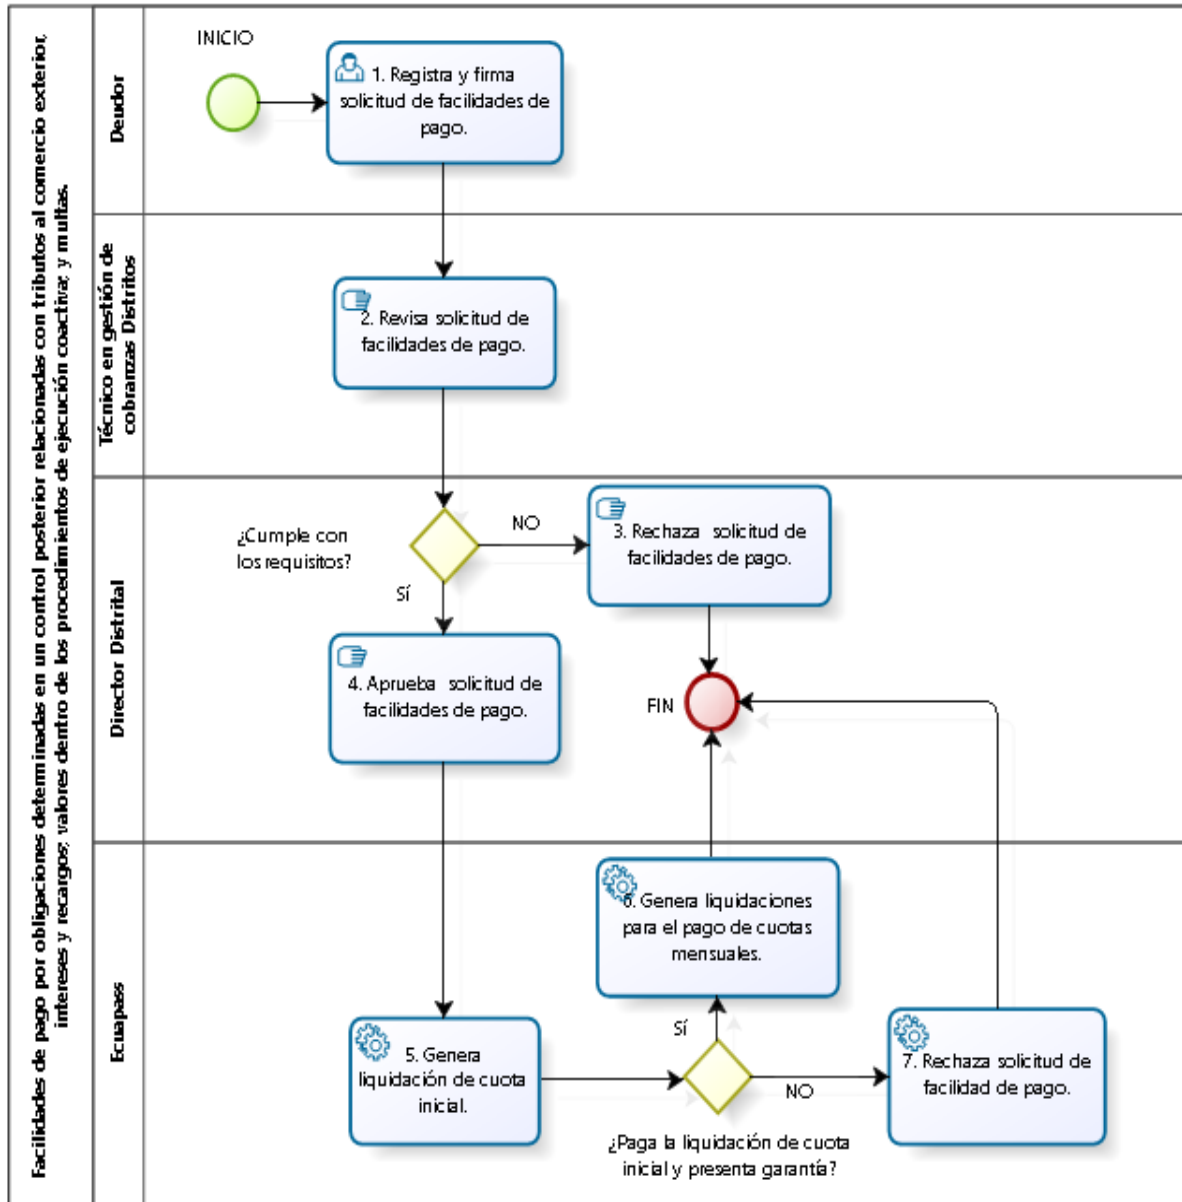 Facilidades de pago por obligaciones determinadas en un control posterior relacionadas con tributos al comercio exterior,
intereses y recargos; valores dentro de los procedimientos de ejecución coactiva; y multas.
Deudor
INICIO
1. Registra y firma
solicitud de facilidades de
pago.
Técnico en gestión de
cobranzas Distritos
2. Revisa solicitud de
facilidades de pago.
Director Distrital
¿Cumple con
los requisitos?
NO
3. Rechaza solicitud de
facilidades de pago.
Sí
4. Aprueba solicitud de
facilidades de pago.
FIN
Ecuapass
6. Genera liquidaciones
para el pago de cuotas
mensuales.
5. Genera
liquidación de cuota
inicial.
Sí
NO
7. Rechaza solicitud de
facilidad de pago.
¿Paga la liquidación de cuota
inicial y presenta garantía?